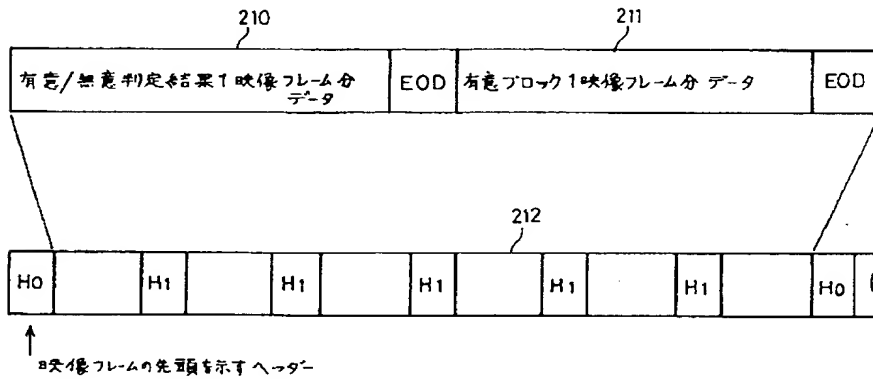 210
211
有意/無意判定結果1映像フレーム分
データ
EOD
有意ブロック1映像フレーム分 データ
EOD
212
H0
H1
H1
H1
H1
H1
H0
映像フレームの先頭を示すヘッダー